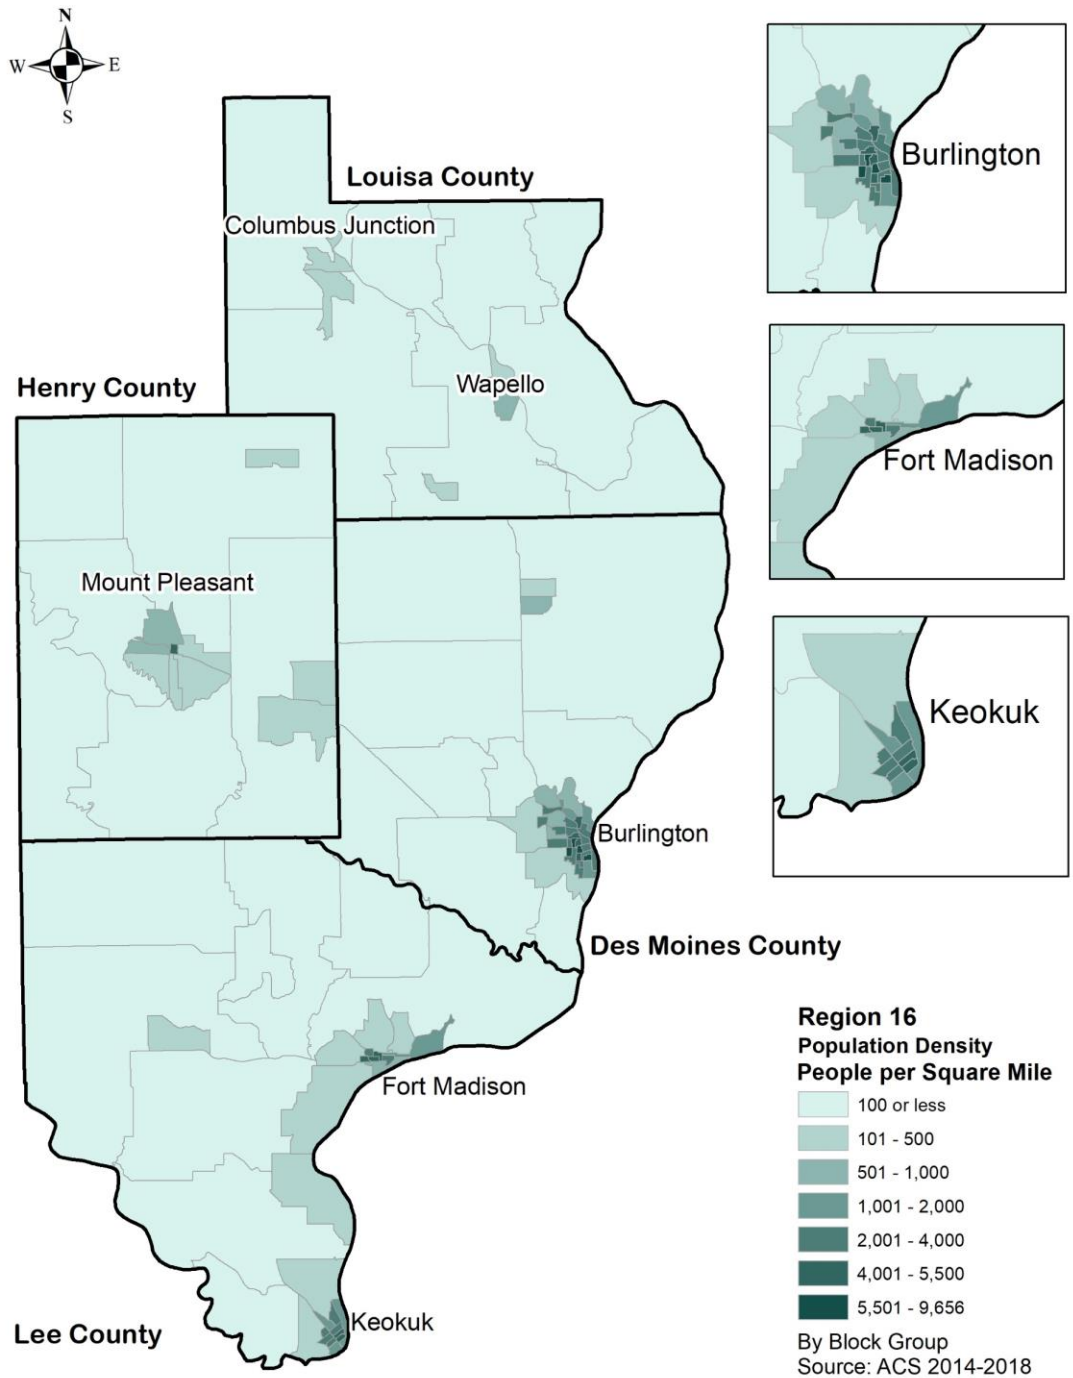 N
W
E
S
Louisa County
Columbus Junction
Henry County
Wapello
Mount Pleasant
Burlington
Des Moines County
Fort Madison
Lee County
Keokuk
Burlington
Fort Madison
Keokuk
Region 16
Population Density
People per Square Mile
100 or less
101 - 500
501 - 1,000
1,001 - 2,000
2,001 - 4,000
4,001 - 5,500
5,501 - 9,656
By Block Group
Source: ACS 2014-2018